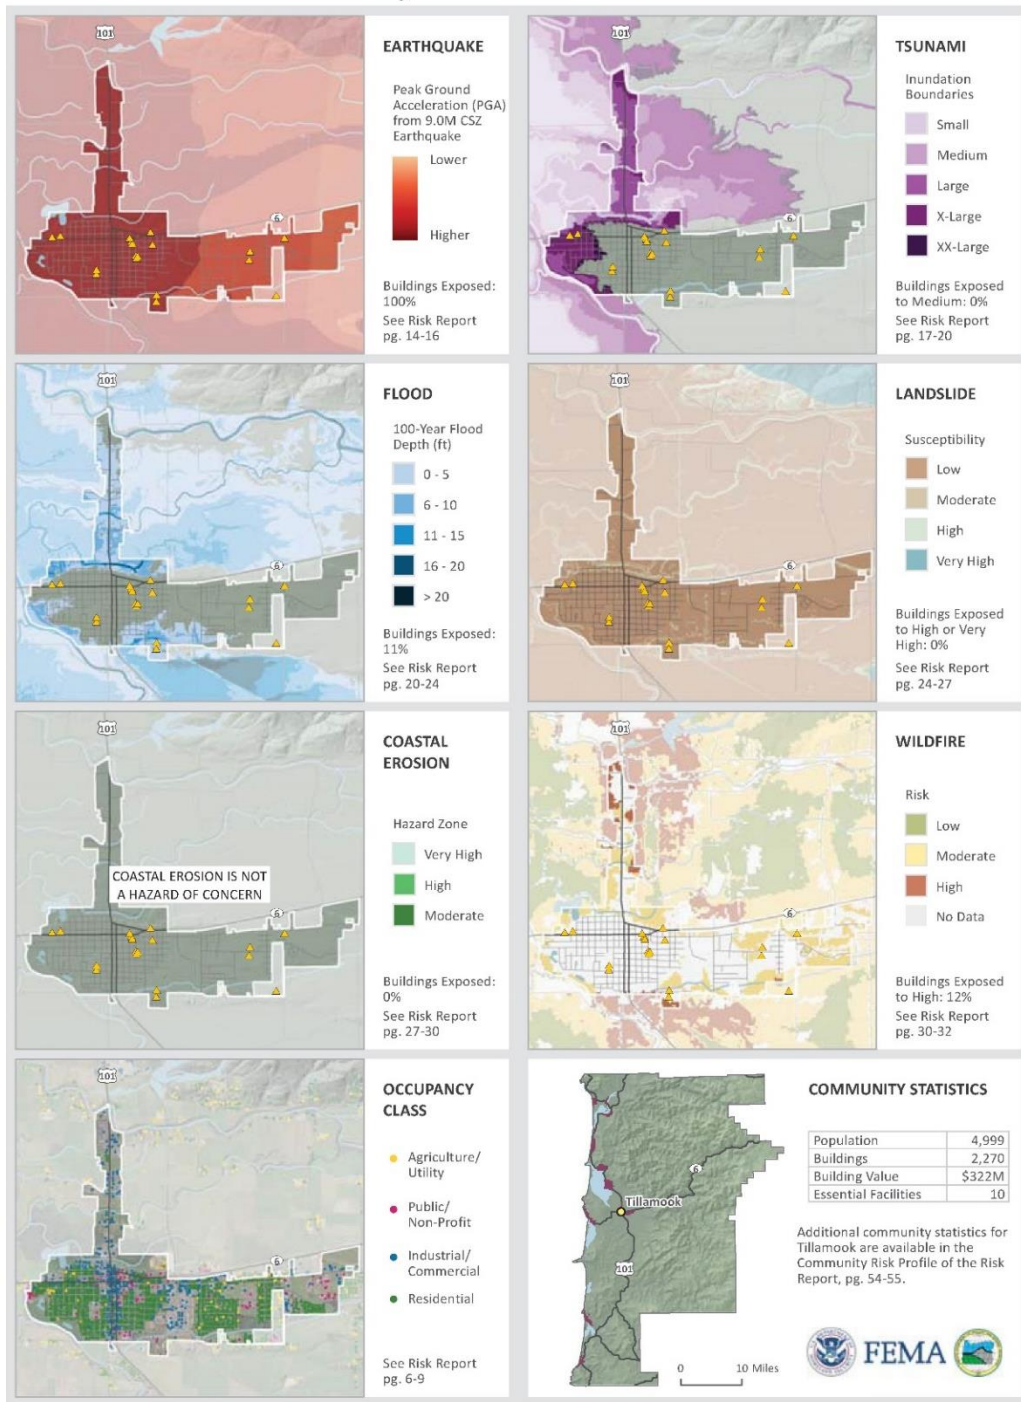 101
6
EARTHQUAKE
Peak Ground
Acceleration (PGA)
from 9.0M CSZ
Earthquake
Lower
Higher
Buildings Exposed:
100%
See Risk Report
pg. 14-16
101
6
TSUNAMI
Inundation
Boundaries
Small
Medium
Large
X-Large
XX-Large
Buildings Exposed
to Medium: 0%
See Risk Report
pg. 17-20
101
6
FLOOD
100-Year Flood
Depth (ft)
0 - 5
6 - 10
11 - 15
16 - 20
> 20
Buildings Exposed:
11%
See Risk Report
pg. 20-24
101
6
LANDSLIDE
Susceptibility
Low
Moderate
High
Very High
Buildings Exposed
to High or Very
High: 0%
See Risk Report
pg. 24-27
101
COASTAL EROSION IS NOT
A HAZARD OF CONCERN
6
COASTAL
EROSION
Hazard Zone
Very High
High
Moderate
Buildings Exposed:
0%
See Risk Report
pg. 27-30
101
6
WILDFIRE
Risk
Low
Moderate
High
No Data
Buildings Exposed
to High: 12%
See Risk Report
pg. 30-32
101
6
OCCUPANCY
CLASS
Agriculture/
Utility
Public/
Non-Profit
Industrial/
Commercial
Residential
See Risk Report
pg. 6-9
6
Tillamook
101
0 10 Miles
COMMUNITY STATISTICS
Population 4,999
Buildings 2,270
Building Value $322M
Essential Facilities 10
Additional community statistics for
Tillamook are available in the
Community Risk Profile of the Risk
Report, pg. 54-55.
FEMA